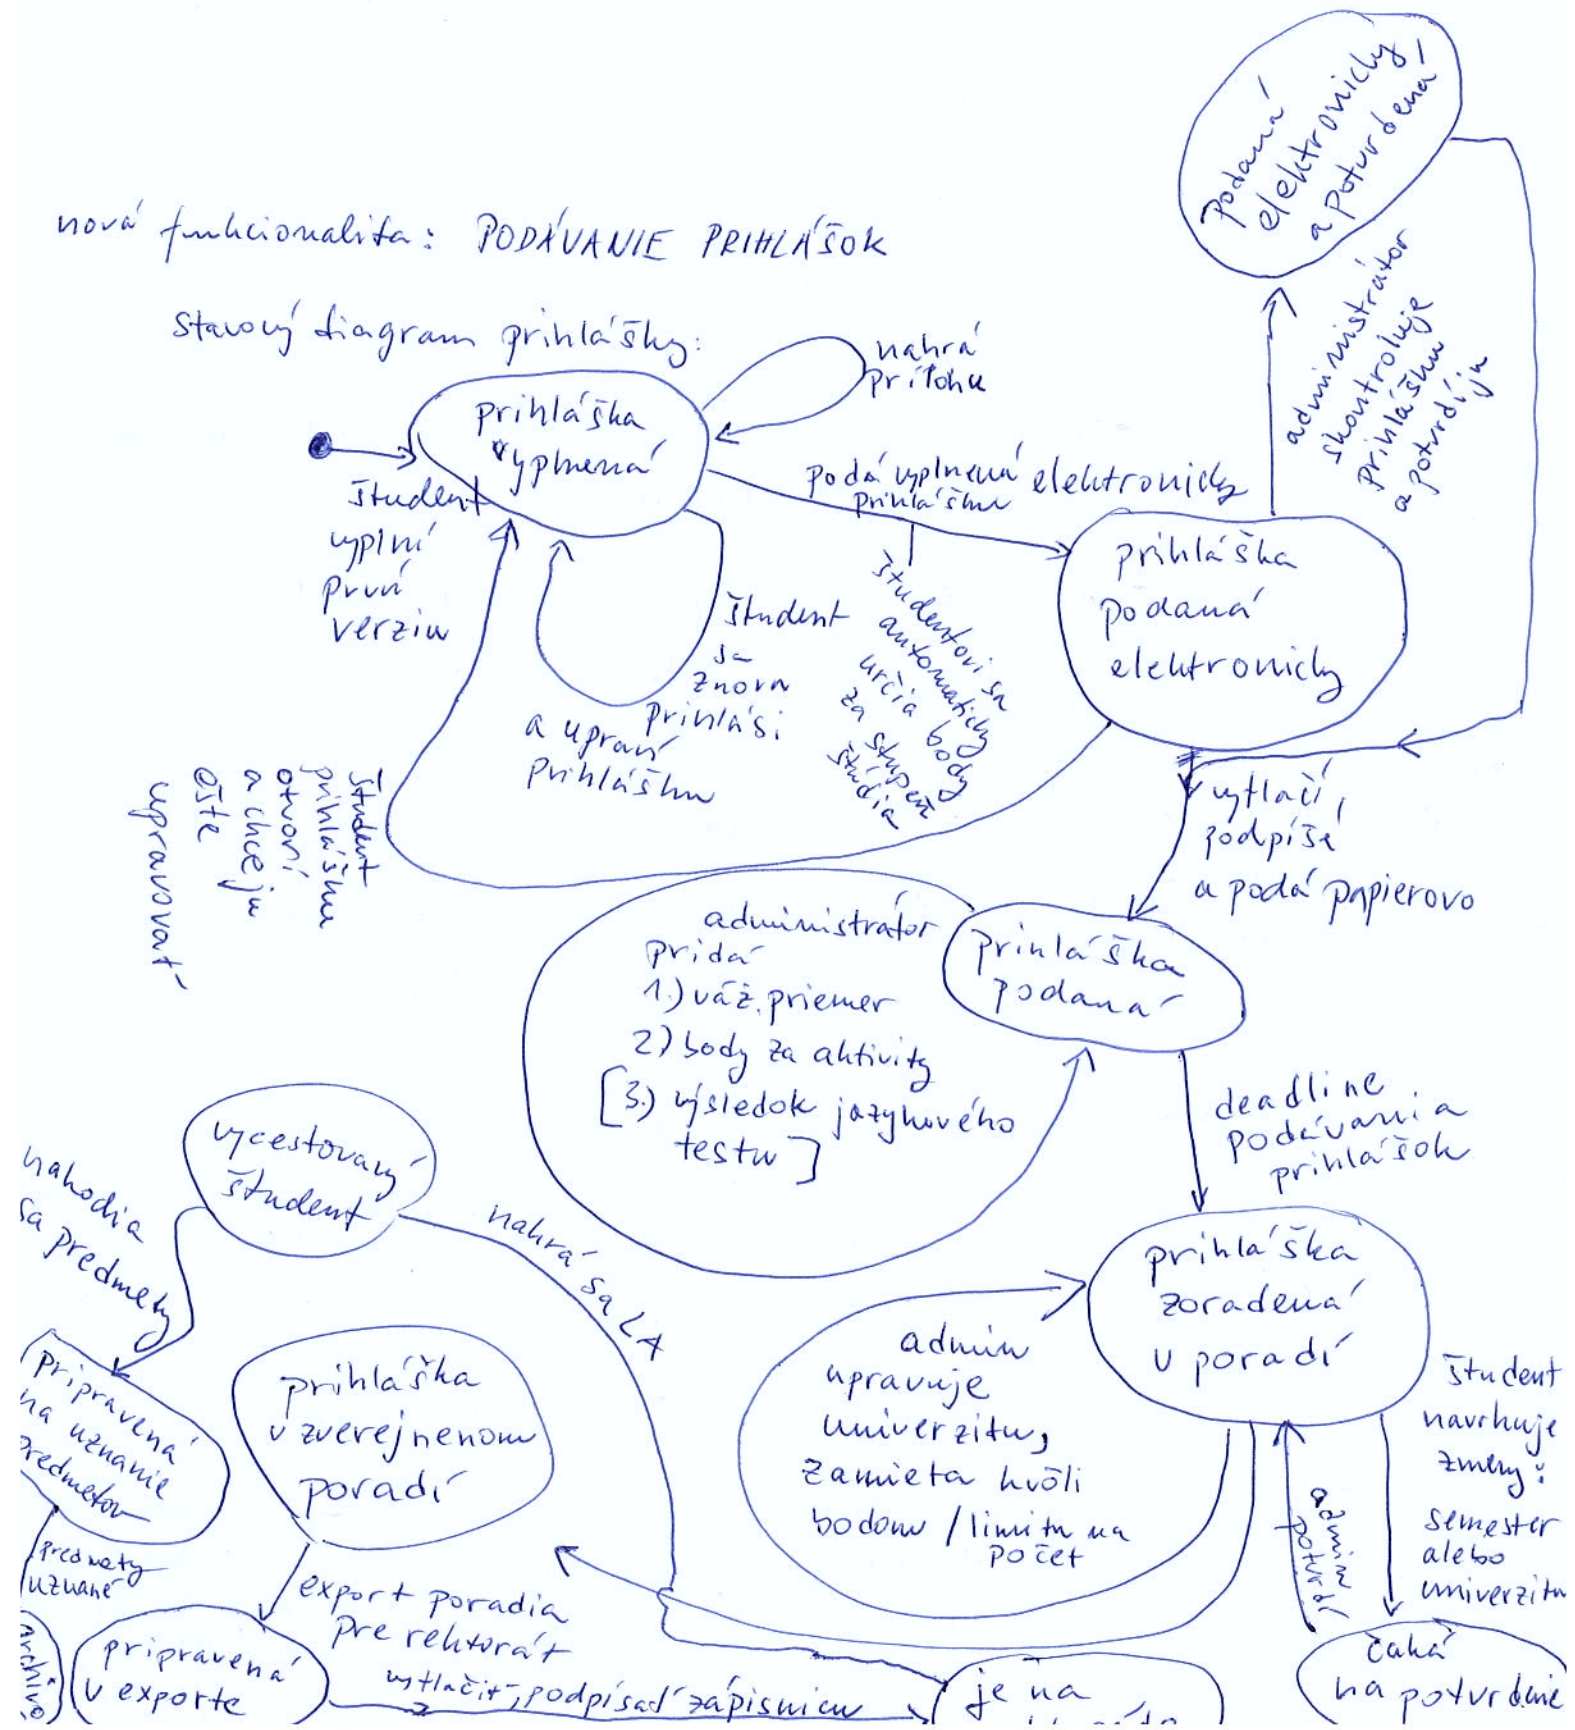 nová funkcionalita: PODÁVANIE PRIHLÁŠOK
stavový diagram prihlášky:
podaná
elektronicky
a potvrdená
administrátor
skontroluje
prihlášku
a potvrdí ju
nahrá
prílohu
prihláška
vyplnená
študent
vyplní
prvú
verziu
podá vyplnenú elektronicky
prihlášku
študentovi sa
automaticky
určia body
za stupeň
štúdia
študent
sa
znova
prihlási
a upraví
prihlášku
prihláška
podaná
elektronicky
študent
prihlášku
otvorí
a chce ju
ešte
upravovať
vytlačí,
podpíše
a podá papierovo
prihláška
podaná
administrátor
pridá
1.) váž. priemer
2) body za aktivity
[3.) výsledok jazykového
testu]
deadline
podávania
prihlášok
vycestovaný
študent
nahodia
sa predmety
nahrá sa LA
prihláška
zoradená
v poradí
admin
upravuje
univerzitu,
zamieta kvôli
bodom / limitu na
počet
študent
navrhuje
zmeny:
semester
alebo
univerzitu
admin
potvrdí
čaká
na potvrdenie
pripravená
na uznanie
predmetov
predmety
uznané
prihláška
v zverejnenom
poradí
export poradia
pre rektorát
pripravená
v exporte
vytlačiť, podpísať zápisnicu
je na